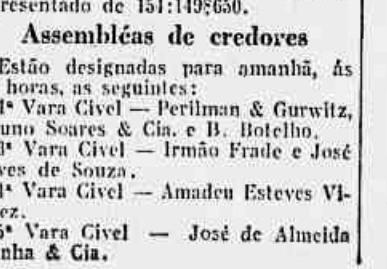 resentado de 151:149$650.
Assembléas de credores
Estão designadas para amanhã, ás
horas, as seguintes:
ª Vara Civel — Perilman & Gurwitz,
uno Soares & Cia. e B. Botelho.
ª Vara Civel — Irmão Frade e José
ves de Souza.
ª Vara Civel — Amadeu Esteves Vi-
ez.
ª Vara Civel — José de Almeida
nha & Cia.